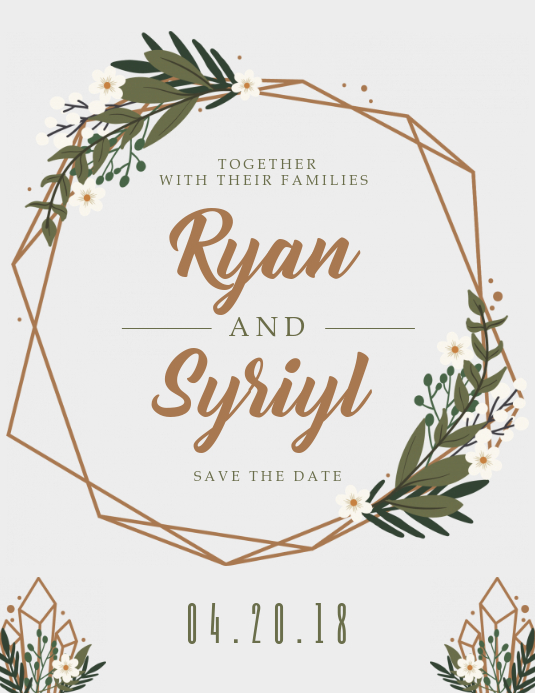 TOGETHER
WITH THEIR FAMILIES
Ryan
AND
Syriyl
SAVE THE DATE
04.20.18